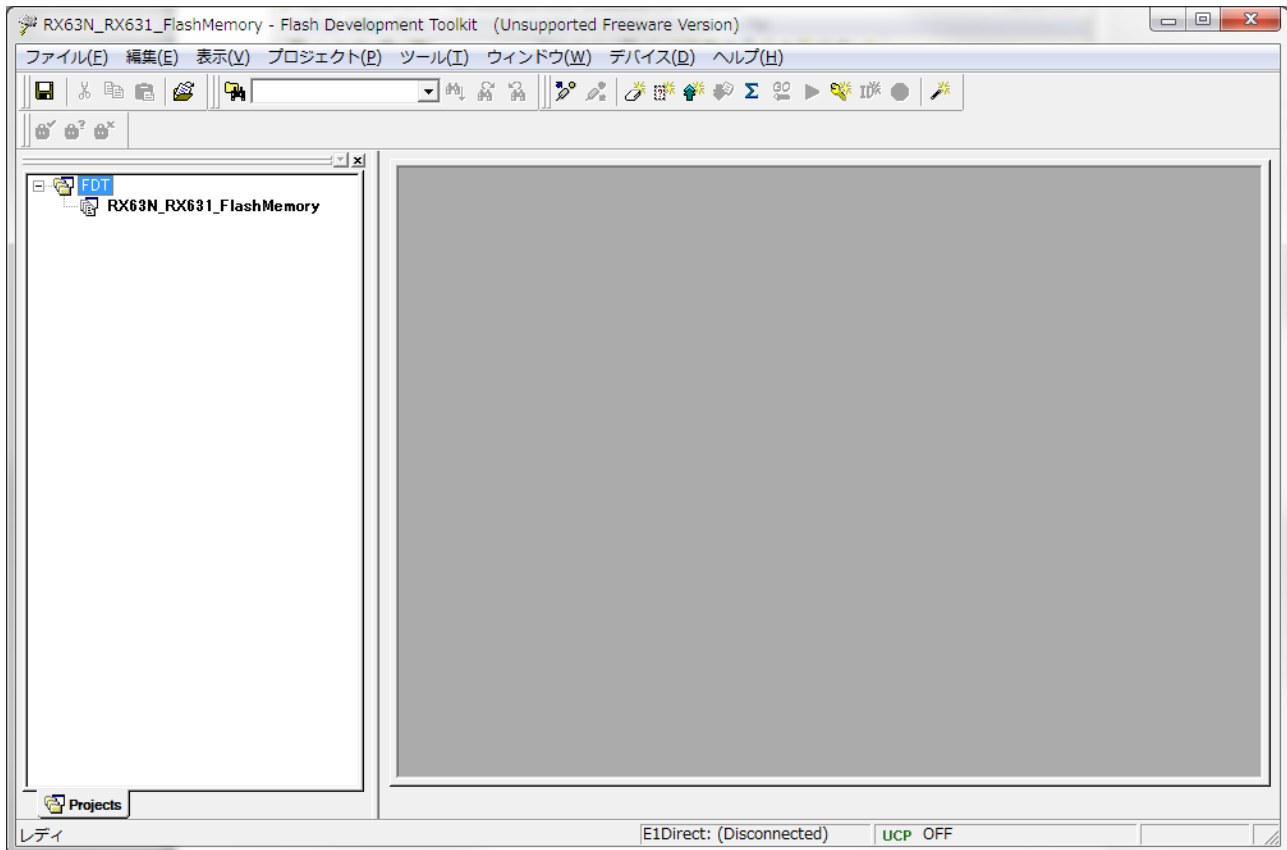 RX63N_RX631_FlashMemory - Flash Development Toolkit (Unsupported Freeware Version)
ファイル(F) 編集(E) 表示(V) プロジェクト(P) ツール(T) ウィンドウ(W) デバイス(D) ヘルプ(H)
FDT
RX63N_RX631_FlashMemory
Projects
レディ E1Direct: (Disconnected) UCP OFF